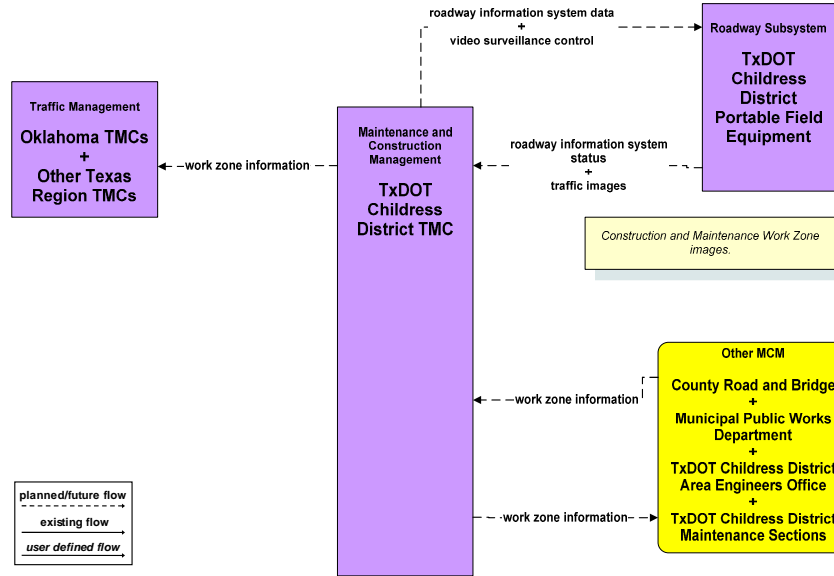 roadway information system data
+
video surveillance control
Roadway Subsystem
TxDOT
Childress
District
Portable Field
Equipment
Traffic Management
Oklahoma TMCs
+
Other Texas
Region TMCs
work zone information
Maintenance and
Construction
Management
TxDOT
Childress
District TMC
roadway information system
status
+
traffic images
Construction and Maintenance Work Zone
images.
Other MCM
County Road and Bridge
+
Municipal Public Works
Department
+
TxDOT Childress District
Area Engineers Office
+
TxDOT Childress District
Maintenance Sections
work zone information
work zone information
planned/future flow
existing flow
user defined flow